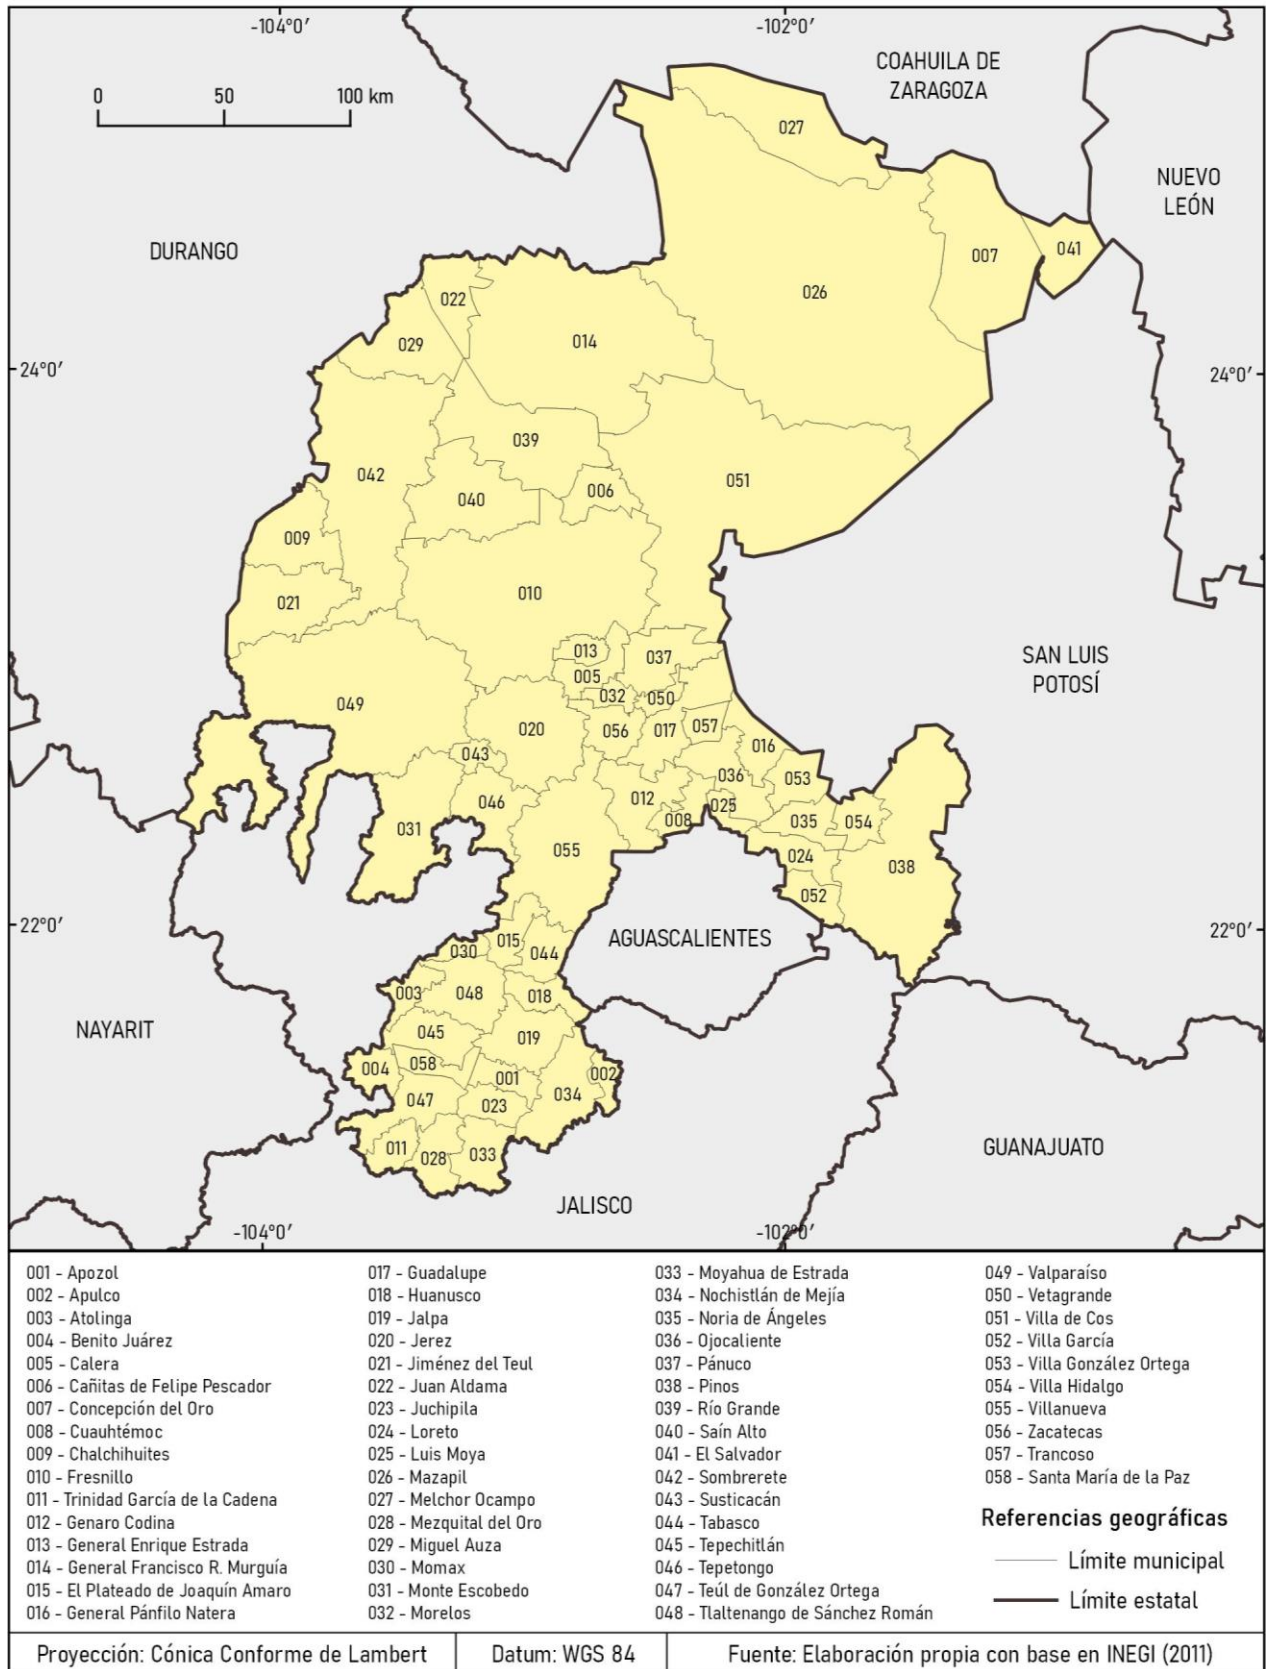 -104°0′
-102°0′
0 50 100 km
COAHUILA DE
ZARAGOZA
NUEVO
LEÓN
DURANGO
027
007
041
026
022
014
029
24°0′
24°0′
039
042
040
006
051
009
010
021
013
037
005
SAN LUIS
POTOSÍ
032
050
049
020
056
017
057
016
043
036
053
046
012
025
008
035
054
031
055
024
038
052
22°0′
22°0′
AGUASCALIENTES
015
044
030
003
048
018
NAYARIT
045
019
004
058
001
002
047
023
034
011
028
033
GUANAJUATO
JALISCO
-104°0′
-102°0′
001 - Apozol
002 - Apulco
003 - Atolinga
004 - Benito Juárez
005 - Calera
006 - Cañitas de Felipe Pescador
007 - Concepción del Oro
008 - Cuauhtémoc
009 - Chalchihuites
010 - Fresnillo
011 - Trinidad García de la Cadena
012 - Genaro Codina
013 - General Enrique Estrada
014 - General Francisco R. Murguía
015 - El Plateado de Joaquín Amaro
016 - General Pánfilo Natera
017 - Guadalupe
018 - Huanusco
019 - Jalpa
020 - Jerez
021 - Jiménez del Teul
022 - Juan Aldama
023 - Juchipila
024 - Loreto
025 - Luis Moya
026 - Mazapil
027 - Melchor Ocampo
028 - Mezquital del Oro
029 - Miguel Auza
030 - Momax
031 - Monte Escobedo
032 - Morelos
033 - Moyahua de Estrada
034 - Nochistlán de Mejía
035 - Noria de Ángeles
036 - Ojocaliente
037 - Pánuco
038 - Pinos
039 - Río Grande
040 - Saín Alto
041 - El Salvador
042 - Sombrerete
043 - Susticacán
044 - Tabasco
045 - Tepechitlán
046 - Tepetongo
047 - Teúl de González Ortega
048 - Tlaltenango de Sánchez Román
049 - Valparaíso
050 - Vetagrande
051 - Villa de Cos
052 - Villa García
053 - Villa González Ortega
054 - Villa Hidalgo
055 - Villanueva
056 - Zacatecas
057 - Trancoso
058 - Santa María de la Paz
Referencias geográficas
Límite municipal
Límite estatal
Proyección: Cónica Conforme de Lambert
Datum: WGS 84
Fuente: Elaboración propia con base en INEGI (2011)